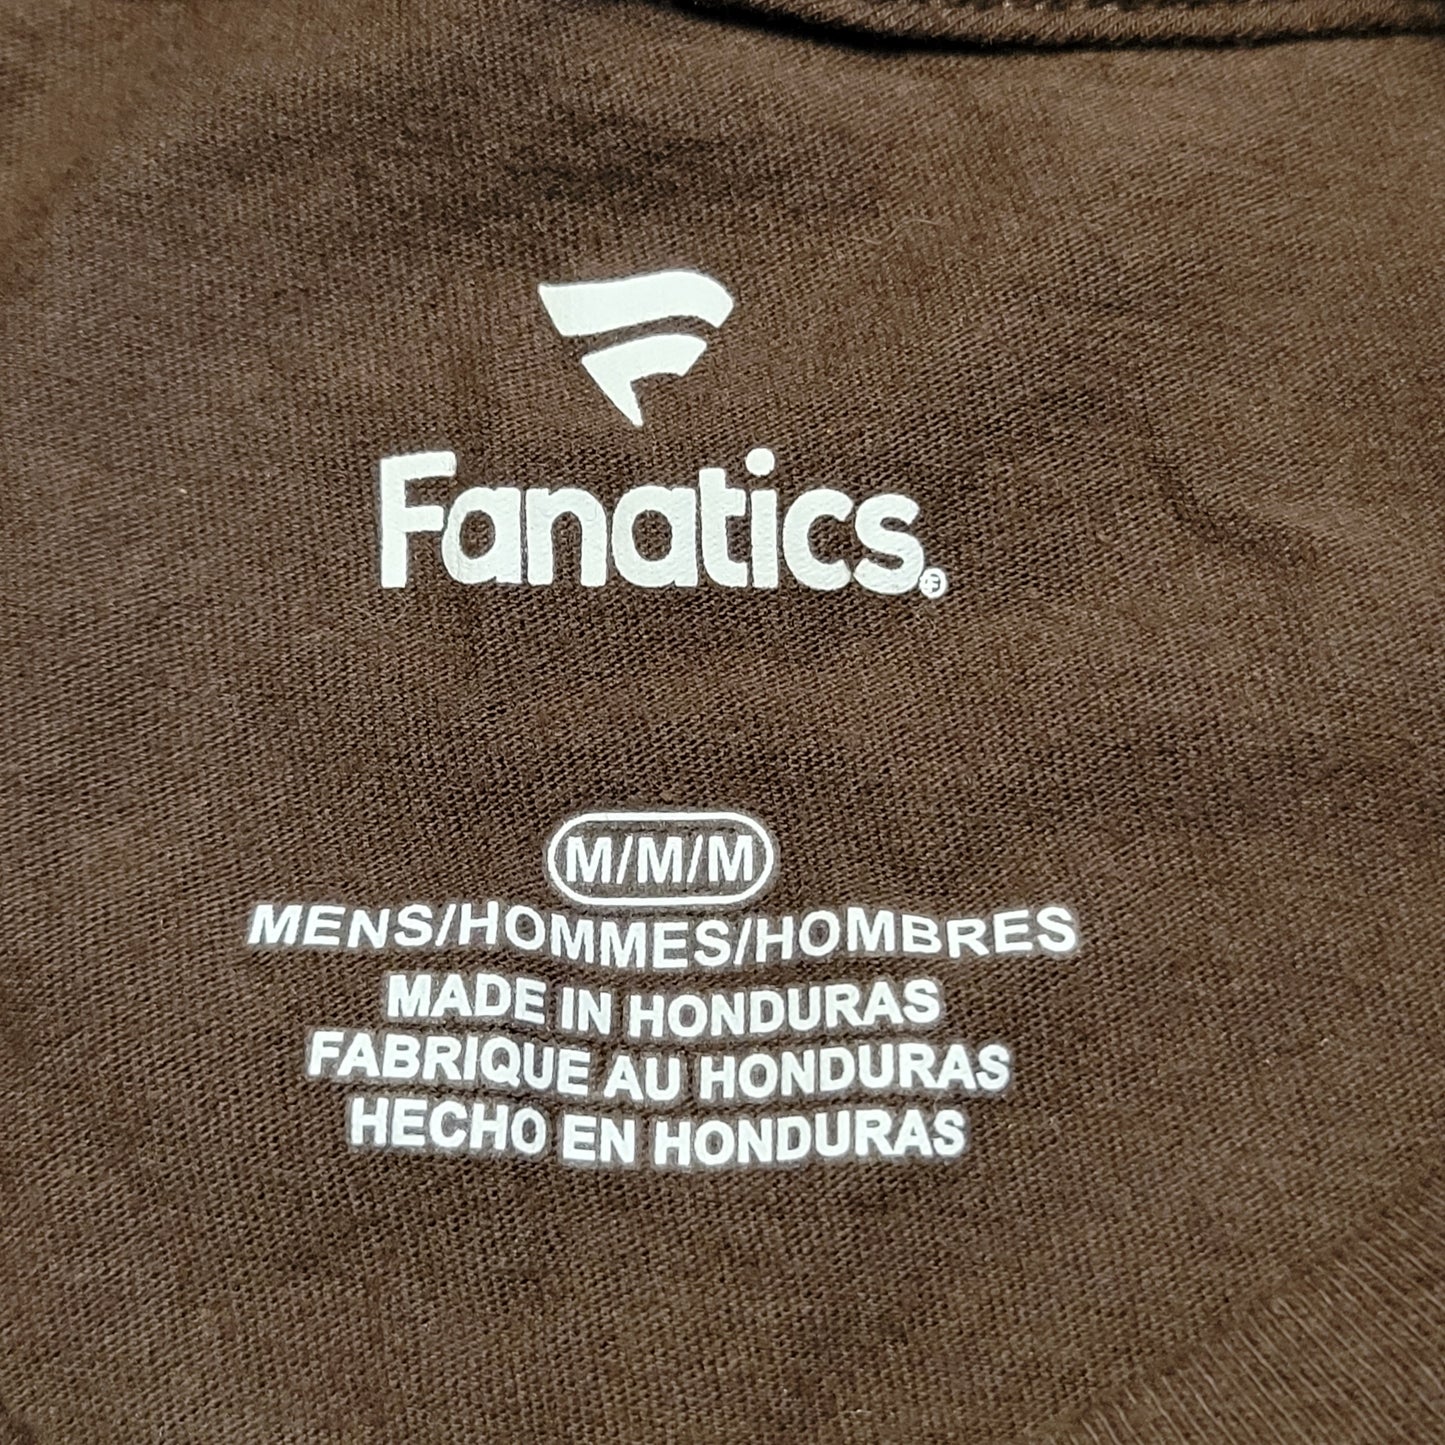 Fanatics®
M/M/M
MENS/HOMMES/HOMBRES
MADE IN HONDURAS
FABRIQUE AU HONDURAS
HECHO EN HONDURAS